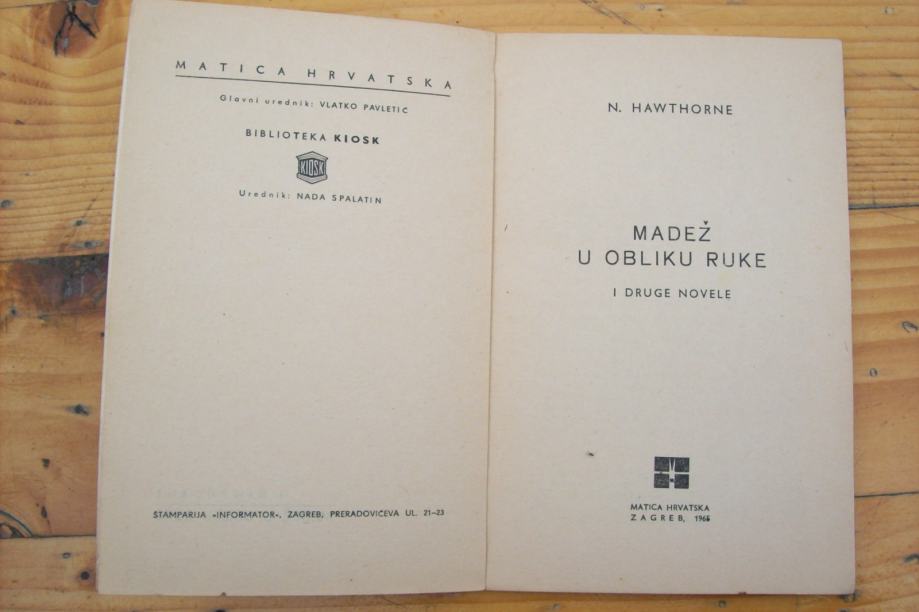 MATICA HRVATSKA
Glavni urednik: VLATKO PAVLETIĆ
BIBLIOTEKA KIOSK
KIOSK
Urednik: NADA SPALATIN
ŠTAMPARIJA »INFORMATOR«, ZAGREB, PRERADOVIĆEVA UL. 21–23
N. HAWTHORNE
MADEŽ
U OBLIKU RUKE
I DRUGE NOVELE
MATICA HRVATSKA
ZAGREB,